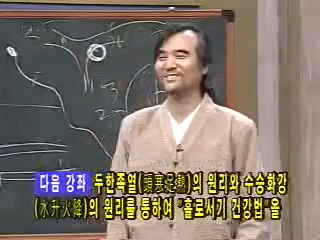 다음 강좌 두한족열(頭寒足熱)의 원리와 수승화강
(水升火降)의 원리를 통하여 "홀로서기 건강법"을